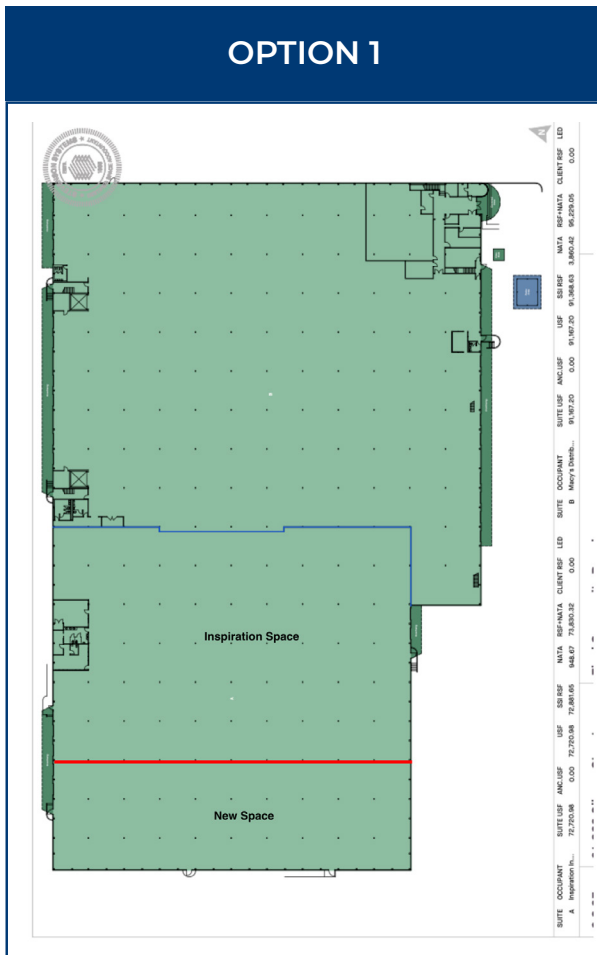 OPTION 1
N
Inspiration Space
New Space
SUITE OCCUPANT SUITE USF ANC.USF USF SSI RSF NATA RSF+NATA CLIENT RSF LED
A Inspiration In... 72,720.98 0.00 72,720.98 72,881.65 948.67 73,830.32 0.00
SUITE OCCUPANT SUITE USF ANC.USF USF SSI RSF NATA RSF+NATA CLIENT RSF LED
B Macy's Distrib... 91,167.20 0.00 91,167.20 91,368.63 3,860.42 95,229.05 0.00